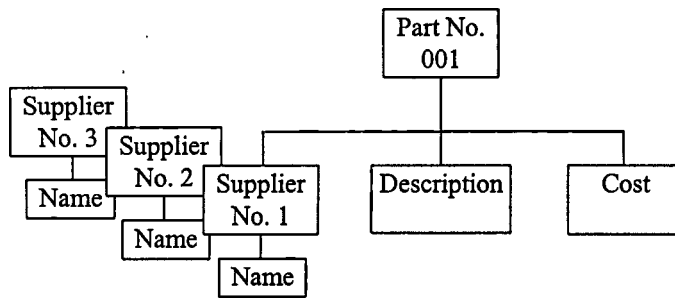 Part No.
001
Supplier
No. 3
Name
Supplier
No. 2
Name
Supplier
No. 1
Name
Description
Cost